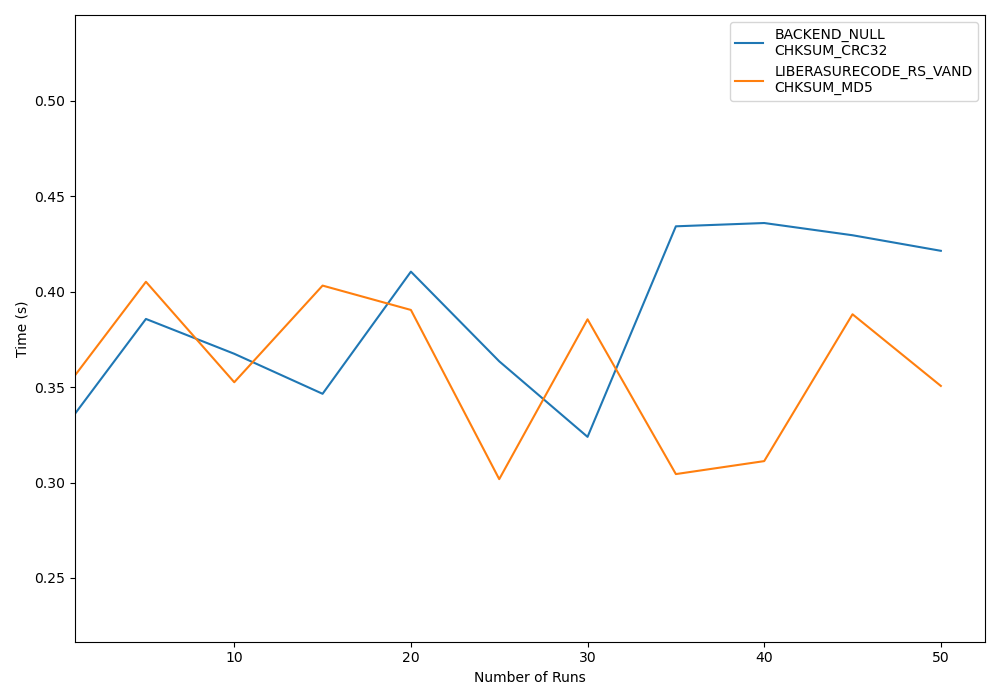 BACKEND_NULL
CHKSUM_CRC32
LIBERASURECODE_RS_VAND
CHKSUM_MD5
0.50
0.45
0.40
0.35
0.30
0.25
Time (s)
10 20 30 40 50
Number of Runs